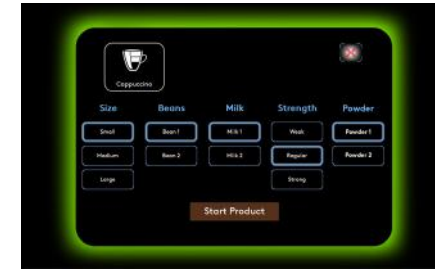 Cappuccino
Size Beans Milk Strength Powder
Small Bean 1 Milk 1 Weak Powder 1
Medium Bean 2 Milk 2 Regular Powder 2
Large Strong
Start Product